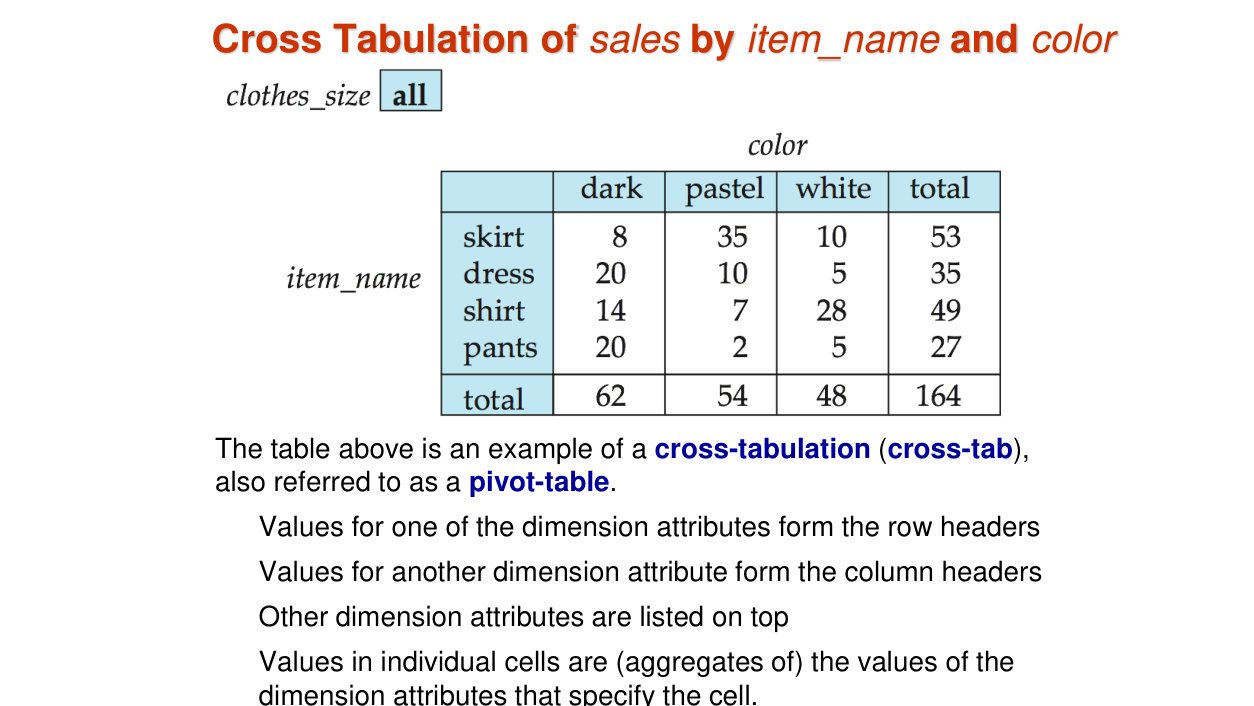 Cross Tabulation of sales by item_name and color
clothes_size all
color
dark pastel white total
skirt 8 35 10 53
item_name
dress 20 10 5 35
shirt 14 7 28 49
pants 20 2 5 27
total 62 54 48 164
The table above is an example of a cross-tabulation (cross-tab),
also referred to as a pivot-table.
Values for one of the dimension attributes form the row headers
Values for another dimension attribute form the column headers
Other dimension attributes are listed on top
Values in individual cells are (aggregates of) the values of the
dimension attributes that specify the cell.